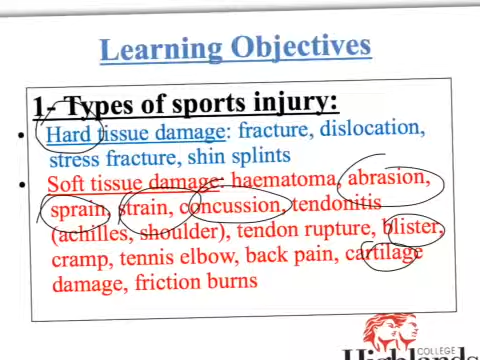 Learning Objectives
1- Types of sports injury:
• Hard tissue damage: fracture, dislocation,
stress fracture, shin splints
• Soft tissue damage: haematoma, abrasion,
sprain, strain, concussion, tendonitis
(achilles, shoulder), tendon rupture, blister,
cramp, tennis elbow, back pain, cartilage
damage, friction burns
COLLEGE
Highlands